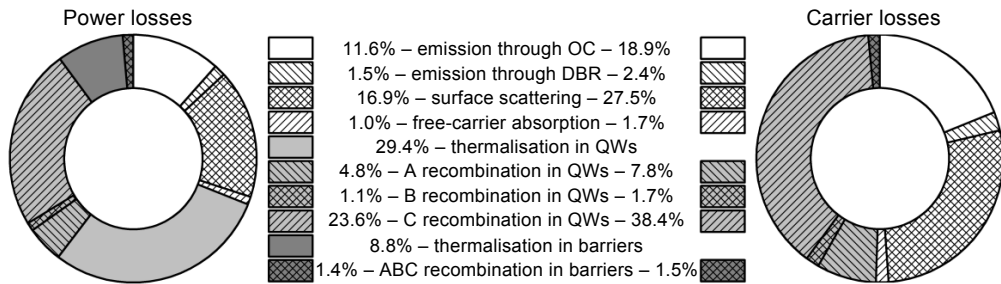 Power losses
Carrier losses
11.6% – emission through OC – 18.9%
1.5% – emission through DBR – 2.4%
16.9% – surface scattering – 27.5%
1.0% – free-carrier absorption – 1.7%
29.4% – thermalisation in QWs
4.8% – A recombination in QWs – 7.8%
1.1% – B recombination in QWs – 1.7%
23.6% – C recombination in QWs – 38.4%
8.8% – thermalisation in barriers
1.4% – ABC recombination in barriers – 1.5%